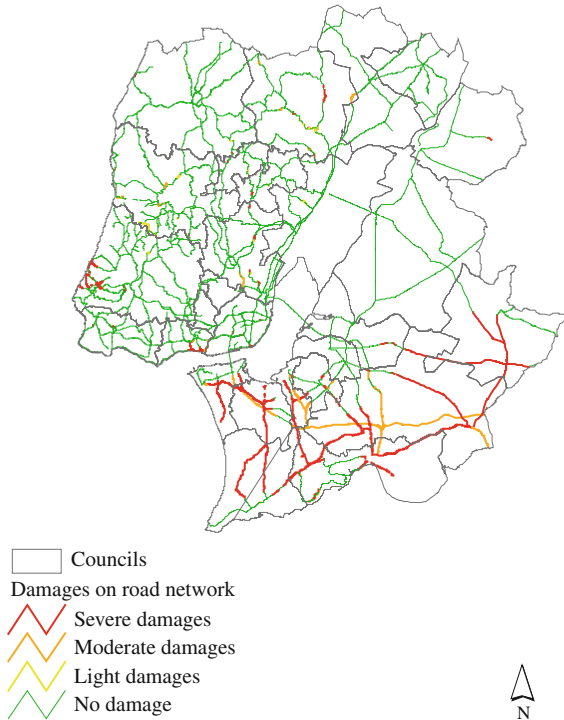 Councils
Damages on road network
Severe damages
Moderate damages
Light damages
No damage
N